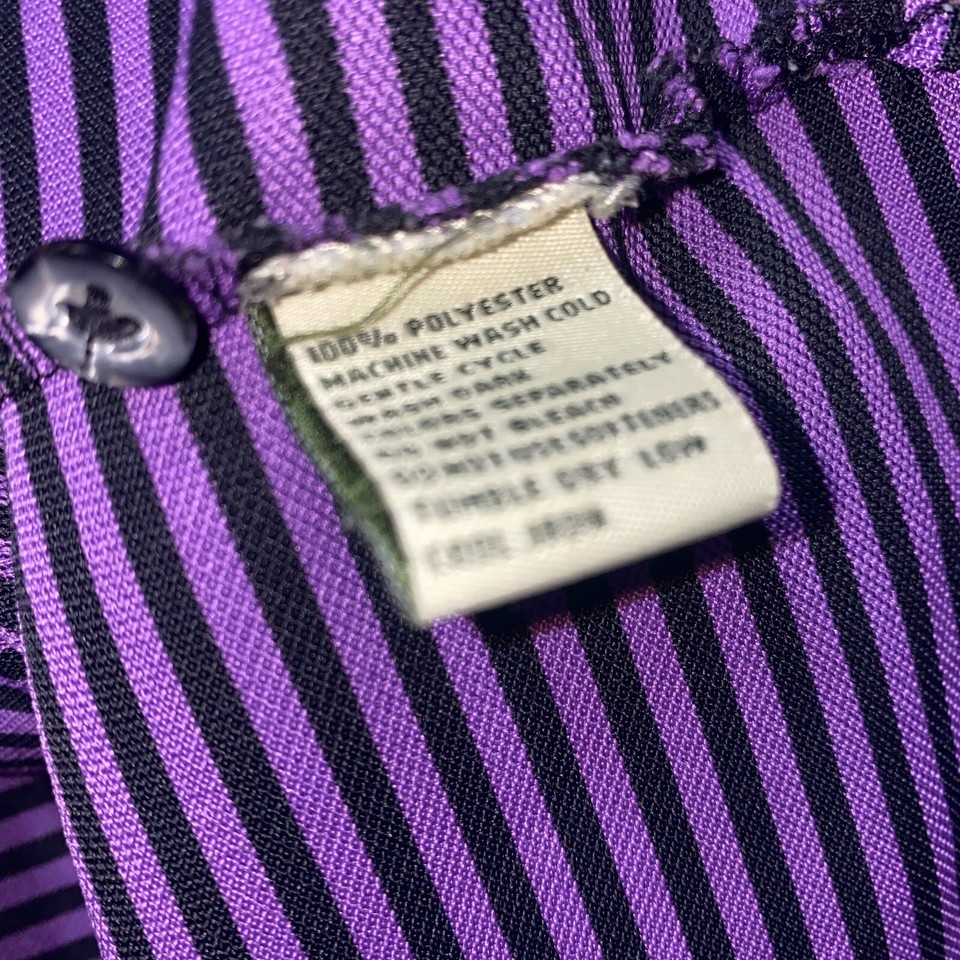 100% POLYESTER
MACHINE WASH COLD
GENTLE CYCLE
WASH DARK
COLORS SEPARATELY
DO NOT BLEACH
DO NOT USE SOFTENERS
TUMBLE DRY LOW
COOL IRON